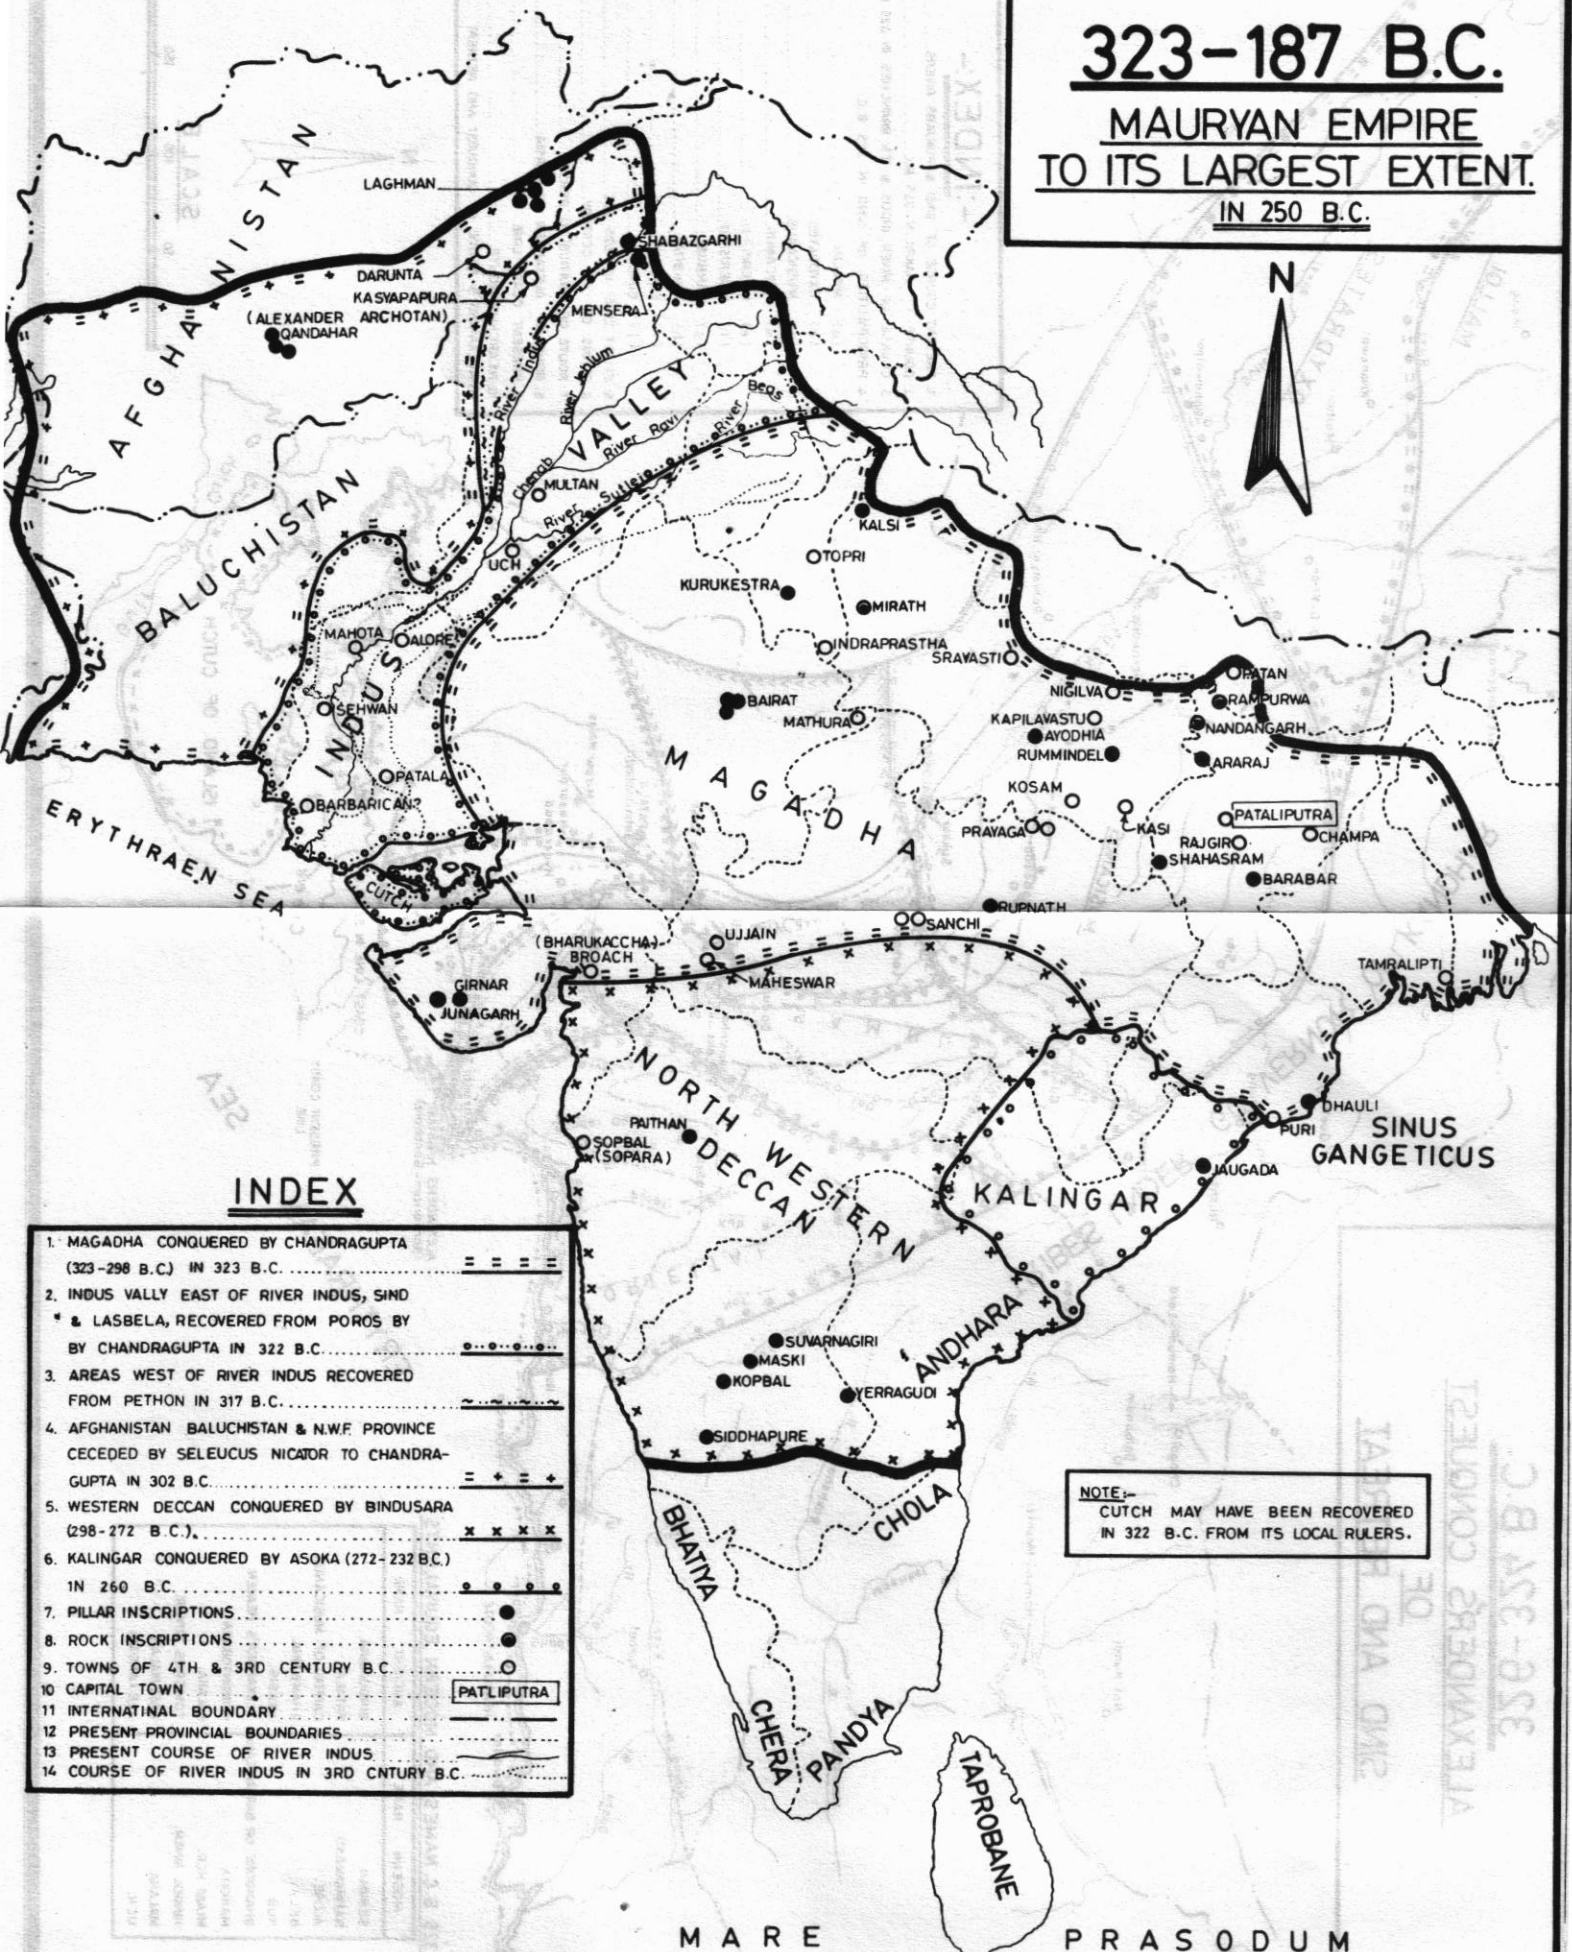 323-187 B.C.
MAURYAN EMPIRE
TO ITS LARGEST EXTENT.
IN 250 B.C.
N
LAGHMAN
SHABAZGARHI
DARUNTA
KASYAPAPURA
(ALEXANDER ARCHOTAN)
QANDAHAR
MENSERA
AFGHANISTAN
BALUCHISTAN
INDUS
VALLEY
River Indus
River Jehlum
Chenab
River Ravi
River Beas
River Sutlej
MULTAN
UCH
KALSI
TOPRI
KURUKESTRA
MIRATH
INDRAPRASTHA
SRAVASTI
MAHOTA
ALORE
SEHWAN
PATALA
BARBARICAN?
CUTCH
ERYTHRAEN SEA
BAIRAT
MATHURA
NIGILVA
PATAN
RAMPURWA
KAPILAVASTU
NANDANGARH
AYODHIA
RUMMINDEL
ARARAJ
MAGADHA
KOSAM
PRAYAGA
KASI
PATALIPUTRA
RAJGIR
CHAMPA
SHAHASRAM
BARABAR
RUPNATH
SANCHI
UJJAIN
(BHARUKACCHA)
BROACH
MAHESWAR
TAMRALIPTI
GIRNAR
JUNAGARH
NORTH WESTERN
DECCAN
PAITHAN
SOPBAL
(SOPARA)
DHAULI
PURI
SINUS
GANGETICUS
JAUGADA
KALINGAR
'ANDHARA
SUVARNAGIRI
MASKI
KOPBAL
YERRAGUDI
SIDDHAPURE
BHATIYA
CHOLA
CHERA
PANDYA
TAPROBANE
MARE PRASODUM
NOTE:-
CUTCH MAY HAVE BEEN RECOVERED
IN 322 B.C. FROM ITS LOCAL RULERS.
INDEX
1. MAGADHA CONQUERED BY CHANDRAGUPTA
(323-298 B.C.) IN 323 B.C.
2. INDUS VALLY EAST OF RIVER INDUS, SIND
& LASBELA, RECOVERED FROM POROS BY
BY CHANDRAGUPTA IN 322 B.C.
3. AREAS WEST OF RIVER INDUS RECOVERED
FROM PETHON IN 317 B.C.
4. AFGHANISTAN BALUCHISTAN & N.W.F. PROVINCE
CECEDED BY SELEUCUS NICATOR TO CHANDRA-
GUPTA IN 302 B.C.
5. WESTERN DECCAN CONQUERED BY BINDUSARA
(298-272 B.C.).
6. KALINGAR CONQUERED BY ASOKA (272-232 B.C.)
IN 260 B.C.
7. PILLAR INSCRIPTIONS
8. ROCK INSCRIPTIONS
9. TOWNS OF 4TH & 3RD CENTURY B.C.
10 CAPITAL TOWN PATLIPUTRA
11 INTERNATINAL BOUNDARY
12 PRESENT PROVINCIAL BOUNDARIES
13 PRESENT COURSE OF RIVER INDUS
14 COURSE OF RIVER INDUS IN 3RD CNTURY B.C.
326-324 B.C
ALEXANDERS CONQUEST
OF
SIND AND RETREAT